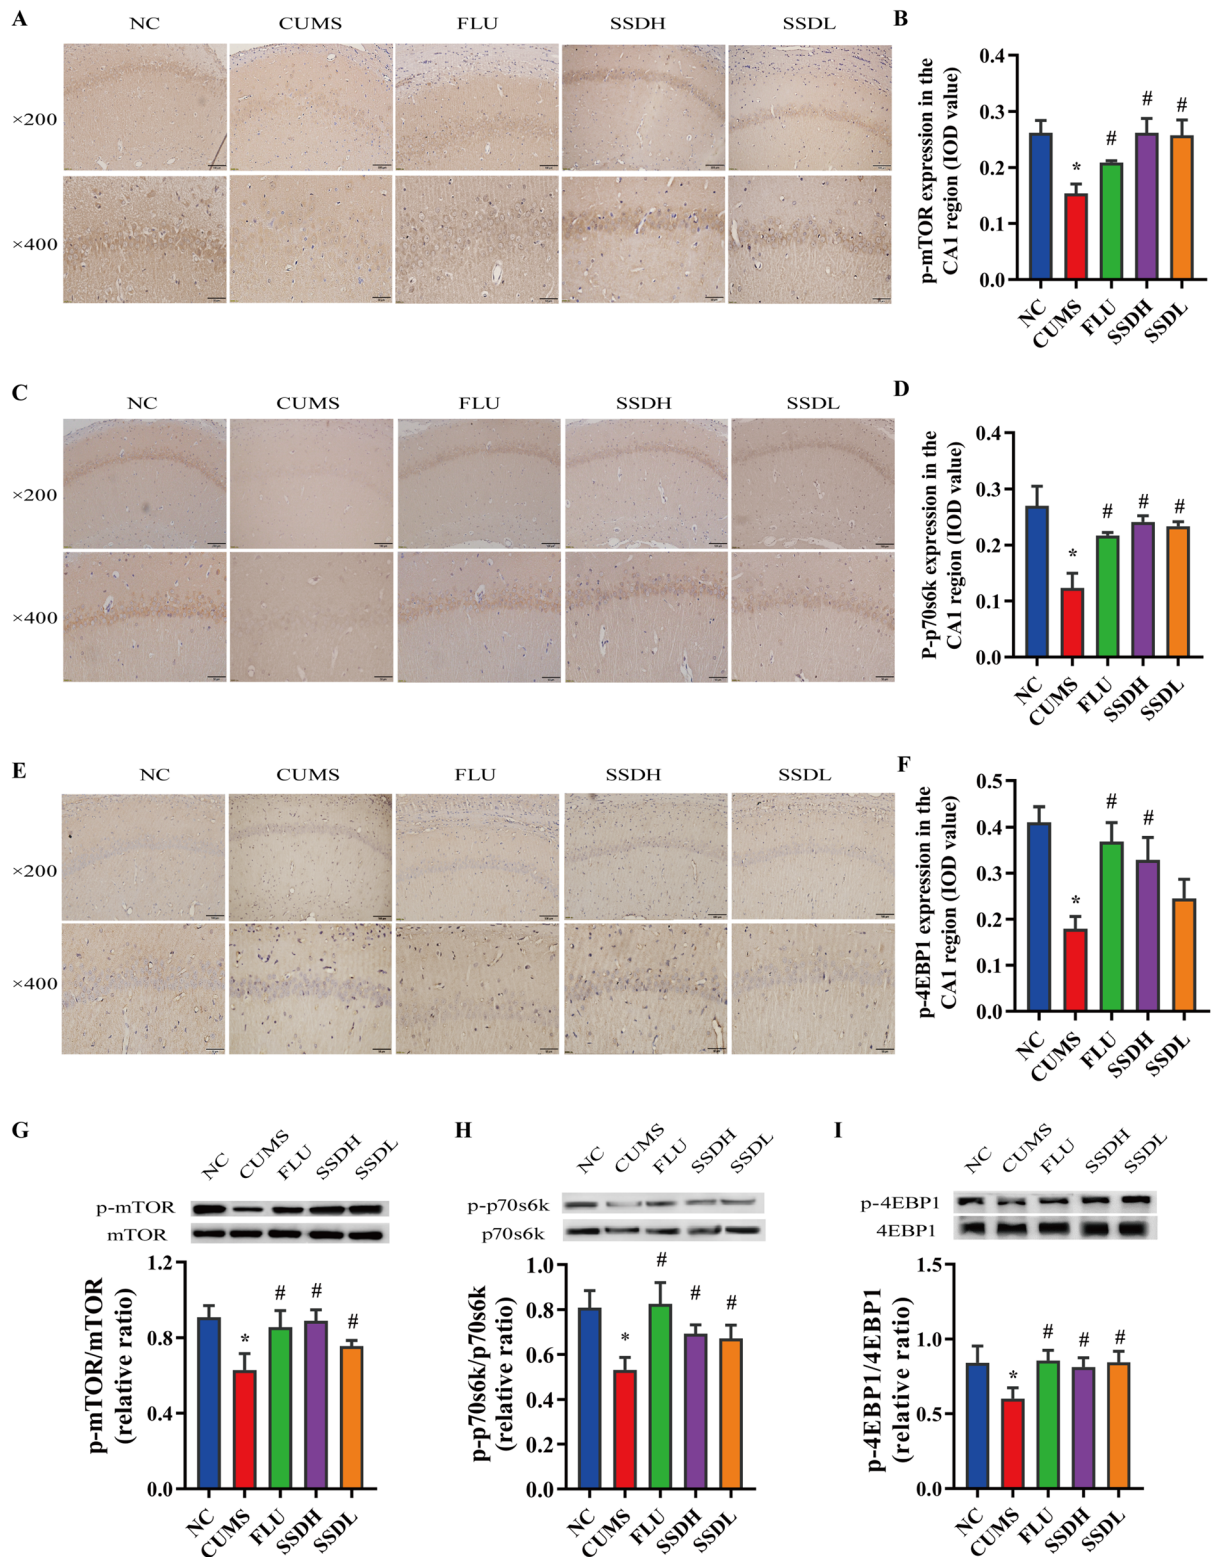 A
NC CUMS FLU SSDH SSDL
×200
×400
B
p-mTOR expression in the
CA1 region (IOD value)
0.4
0.3
0.2
0.1
0.0
* # # #
NC CUMS FLU SSDH SSDL
C
NC CUMS FLU SSDH SSDL
×200
×400
D
P-p70s6k expression in the
CA1 region (IOD value)
0.4
0.3
0.2
0.1
0.0
* # # #
NC CUMS FLU SSDH SSDL
E
NC CUMS FLU SSDH SSDL
×200
×400
F
p-4EBP1 expression in the
CA1 region (IOD value)
0.5
0.4
0.3
0.2
0.1
0.0
* # #
NC CUMS FLU SSDH SSDL
G
NC CUMS FLU SSDH SSDL
p-mTOR
mTOR
p-mTOR/mTOR
(relative ratio)
1.2
0.8
0.4
0.0
* # # #
NC CUMS FLU SSDH SSDL
H
NC CUMS FLU SSDH SSDL
p-p70s6k
p70s6k
p-p70s6k/p70s6k
(relative ratio)
1.0
0.8
0.6
0.4
0.2
0.0
* # # #
NC CUMS FLU SSDH SSDL
I
NC CUMS FLU SSDH SSDL
p-4EBP1
4EBP1
p-4EBP1/4EBP1
(relative ratio)
1.5
1.0
0.5
0.0
* # # #
NC CUMS FLU SSDH SSDL